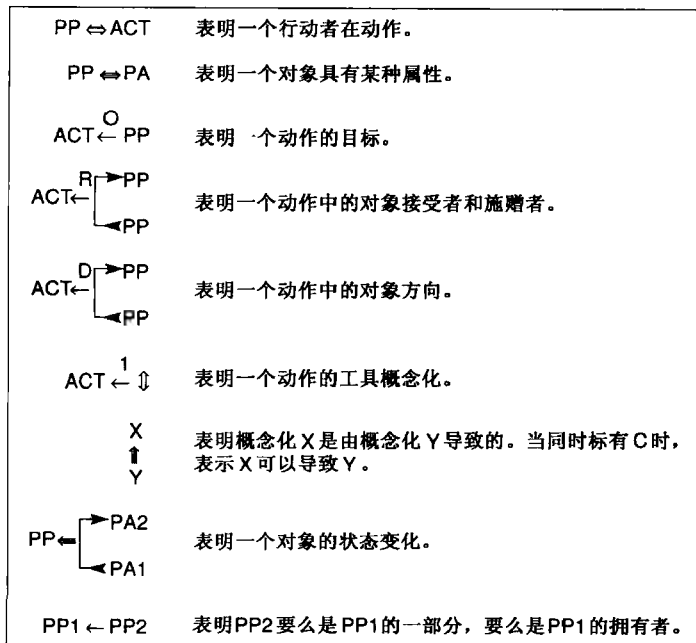 PP ⇔ ACT 表明一个行动者在动作。
PP ⇔ PA 表明一个对象具有某种属性。
O
ACT ← PP 表明一个动作的目标。
R PP
ACT← 表明一个动作中的对象接受者和施赠者。
PP
D PP
ACT← 表明一个动作中的对象方向。
PP
1
ACT ← ⇕ 表明一个动作的工具概念化。
X
表明概念化X是由概念化Y导致的。当同时标有C时，
⇑
表示X可以导致Y。
Y
PA2
PP⇐ 表明一个对象的状态变化。
PA1
PP1 ← PP2 表明PP2要么是PP1的一部分，要么是PP1的拥有者。